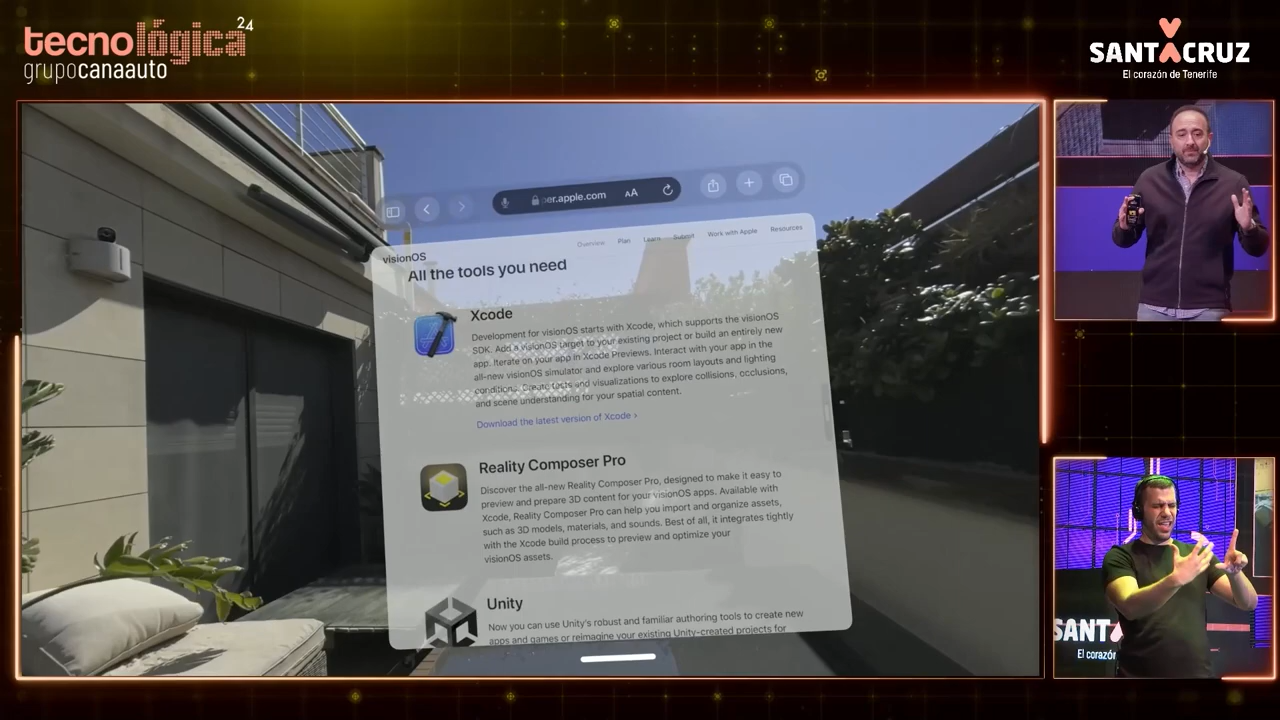 tecnológica 24
grupocanaauto
SANTA CRUZ
El corazón de Tenerife
er.apple.com
AA
visionOS
Overview Plan Learn Submit Work with Apple Resources
All the tools you need
Xcode
Development for visionOS starts with Xcode, which supports the visionOS
SDK. Add a visionOS target to your existing project or build an entirely new
app. Iterate on your app in Xcode Previews. Interact with your app in the
all-new visionOS simulator and explore various room layouts and lighting
conditions. Create tests and visualizations to explore collisions, occlusions,
and scene understanding for your spatial content.
Download the latest version of Xcode ›
Reality Composer Pro
Discover the all-new Reality Composer Pro, designed to make it easy to
preview and prepare 3D content for your visionOS apps. Available with
Xcode, Reality Composer Pro can help you import and organize assets,
such as 3D models, materials, and sounds. Best of all, it integrates tightly
with the Xcode build process to preview and optimize your
visionOS assets.
Unity
Now you can use Unity's robust and familiar authoring tools to create new
apps and games or reimagine your existing Unity-created projects for
SANT
El corazón